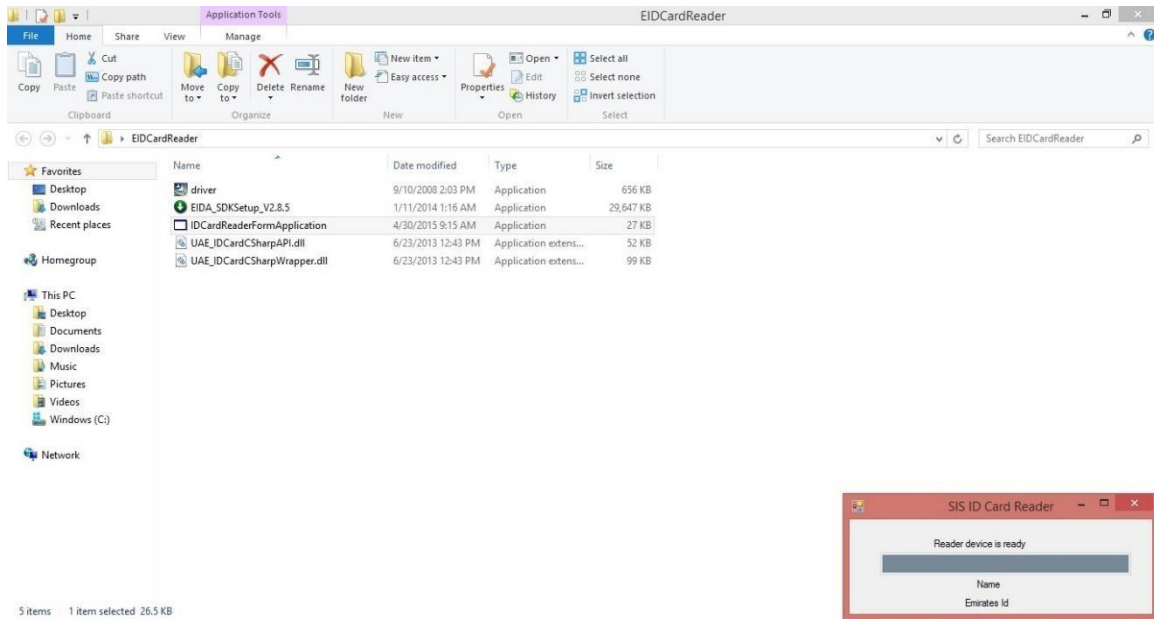 Application Tools
EIDCardReader
File Home Share View Manage
Copy
Paste
Cut
Copy path
Paste shortcut
Clipboard
Move to
Copy to
Delete
Rename
Organize
New folder
New item
Easy access
New
Properties
Open
Edit
History
Open
Select all
Select none
Invert selection
Select
EIDCardReader
Search EIDCardReader
Favorites
Desktop
Downloads
Recent places
Homegroup
This PC
Desktop
Documents
Downloads
Music
Pictures
Videos
Windows (C:)
Network
Name Date modified Type Size
driver 9/10/2008 2:03 PM Application 656 KB
EIDA_SDKSetup_V2.8.5 1/11/2014 1:16 AM Application 29,647 KB
IDCardReaderFormApplication 4/30/2015 9:15 AM Application 27 KB
UAE_IDCardCSharpAPI.dll 6/23/2013 12:43 PM Application extens... 52 KB
UAE_IDCardCSharpWrapper.dll 6/23/2013 12:43 PM Application extens... 99 KB
SIS ID Card Reader
Reader device is ready
Name
Emirates Id
5 items 1 item selected 26.5 KB